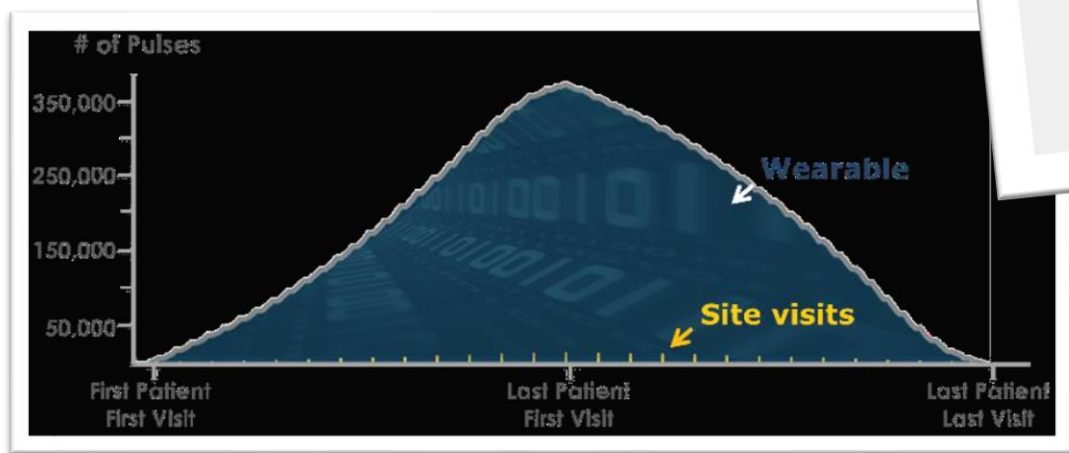 # of Pulses
350,000
250,000
150,000
50,000
Wearable
Site visits
First Patient
First Visit
Last Patient
First Visit
Last Patient
Last Visit